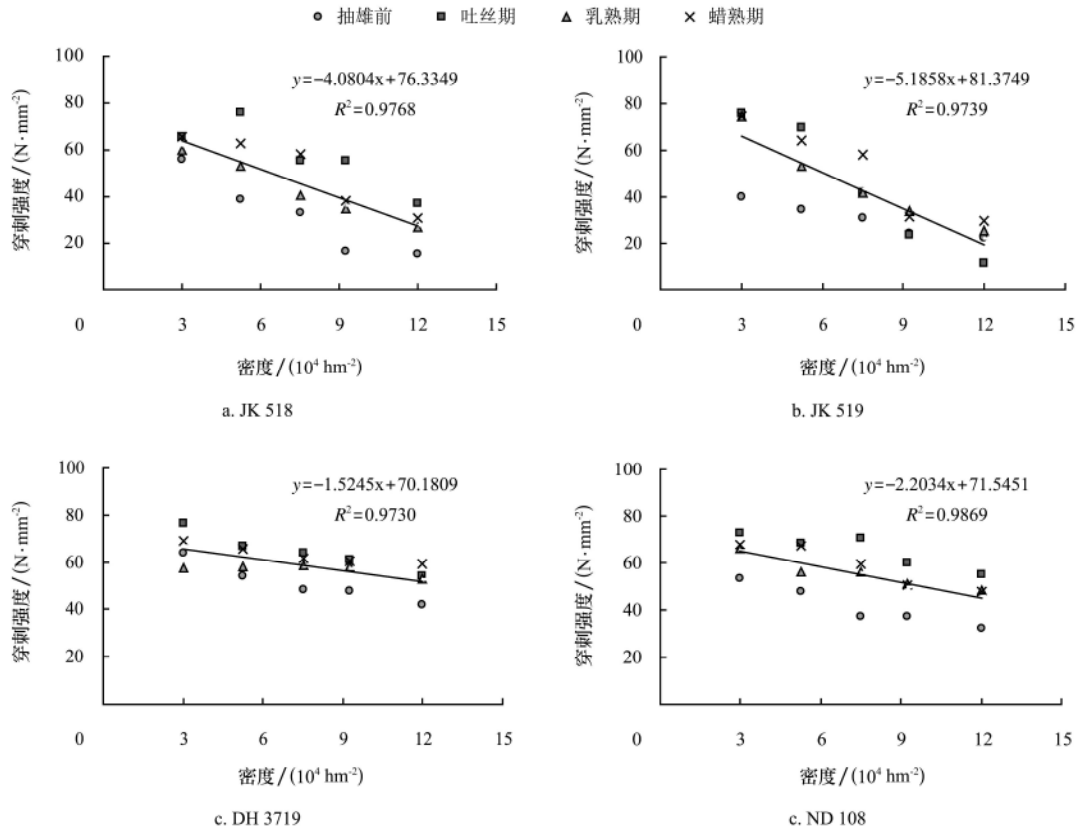 抽雄前 吐丝期 乳熟期 蜡熟期
100
80
60
40
20
0
穿刺强度/(N·mm⁻²)
y=−4.0804x+76.3349
R²=0.9768
3 6 9 12 15
密度/(10⁴ hm⁻²)
a. JK 518
100
80
60
40
20
0
穿刺强度/(N·mm⁻²)
y=−5.1858x+81.3749
R²=0.9739
3 6 9 12 15
密度/(10⁴ hm⁻²)
b. JK 519
100
80
60
40
20
0
穿刺强度/(N·mm⁻²)
y=−1.5245x+70.1809
R²=0.9730
3 6 9 12 15
密度/(10⁴ hm⁻²)
c. DH 3719
100
80
60
40
20
0
穿刺强度/(N·mm⁻²)
y=−2.2034x+71.5451
R²=0.9869
3 6 9 12 15
密度/(10⁴ hm⁻²)
c. ND 108